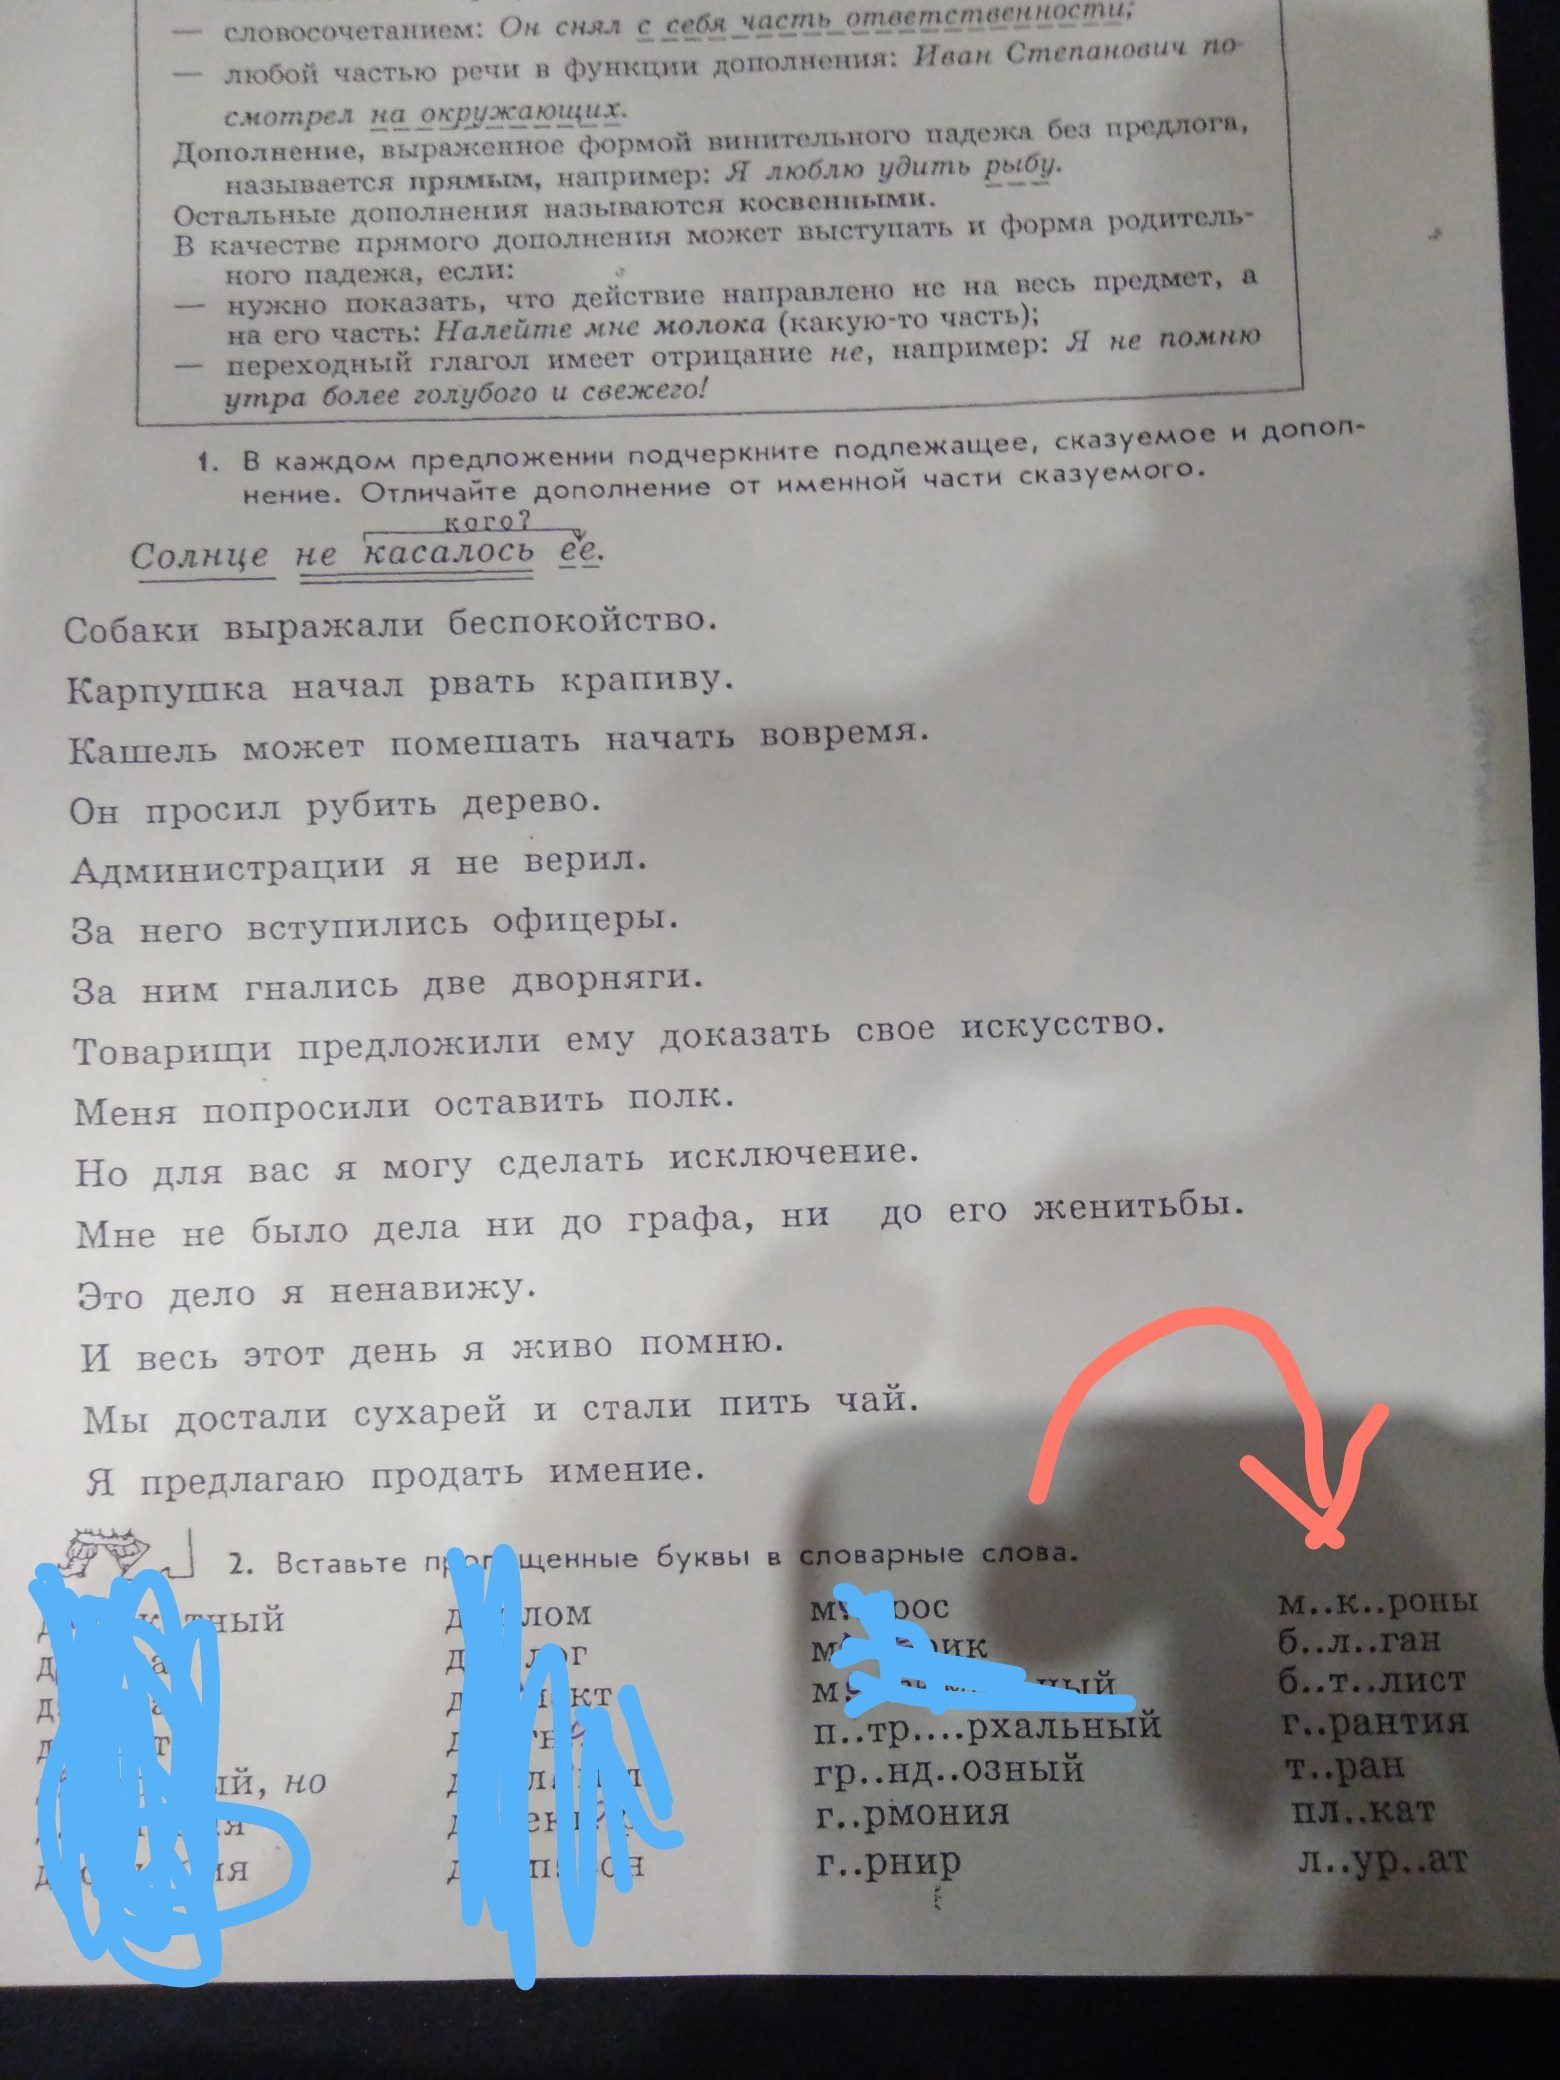 — словосочетанием: Он снял с себя часть ответственности;
— любой частью речи в функции дополнения: Иван Степанович по-
смотрел на окружающих.
Дополнение, выраженное формой винительного падежа без предлога,
называется прямым, например: Я люблю удить рыбу.
Остальные дополнения называются косвенными.
В качестве прямого дополнения может выступать и форма родитель-
ного падежа, если:
— нужно показать, что действие направлено не на весь предмет, а
на его часть: Налейте мне молока (какую-то часть);
— переходный глагол имеет отрицание не, например: Я не помню
утра более голубого и свежего!
1. В каждом предложении подчеркните подлежащее, сказуемое и допол-
нение. Отличайте дополнение от именной части сказуемого.
кого?
Солнце не касалось ее.
Собаки выражали беспокойство.
Карпушка начал рвать крапиву.
Кашель может помешать начать вовремя.
Он просил рубить дерево.
Администрации я не верил.
За него вступились офицеры.
За ним гнались две дворняги.
Товарищи предложили ему доказать свое искусство.
Меня попросили оставить полк.
Но для вас я могу сделать исключение.
Мне не было дела ни до графа, ни до его женитьбы.
Это дело я ненавижу.
И весь этот день я живо помню.
Мы достали сухарей и стали пить чай.
Я предлагаю продать имение.
2. Вставьте буквы в словарные слова.
м..к..роны
б..л..ган
б..т..лист
п..тр....рхальный г..рантия
но гр..нд..озный т..ран
г..рмония пл..кат
г..рнир л..ур..ат